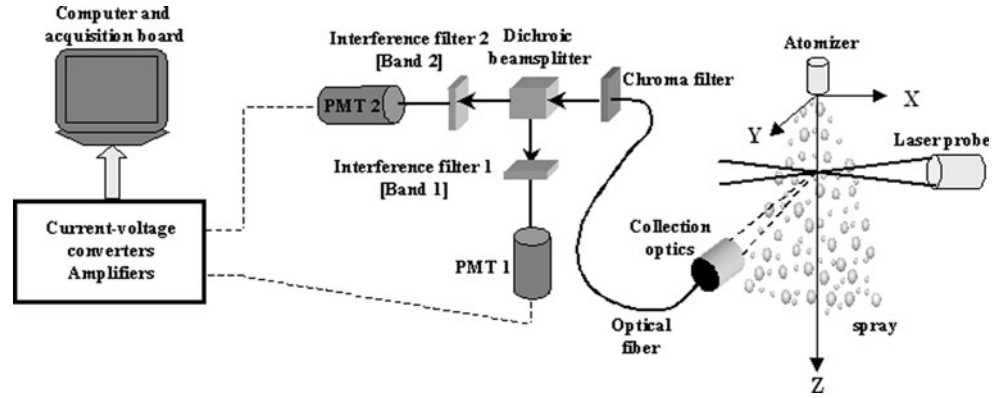 Computer and
acquisition board
Interference filter 2
[Band 2]
Dichroic
beamsplitter
Chroma filter
Atomizer
X
Y
Laser probe
PMT 2
Interference filter 1
[Band 1]
Current-voltage
converters
Amplifiers
PMT 1
Collection
optics
Optical
fiber
spray
Z